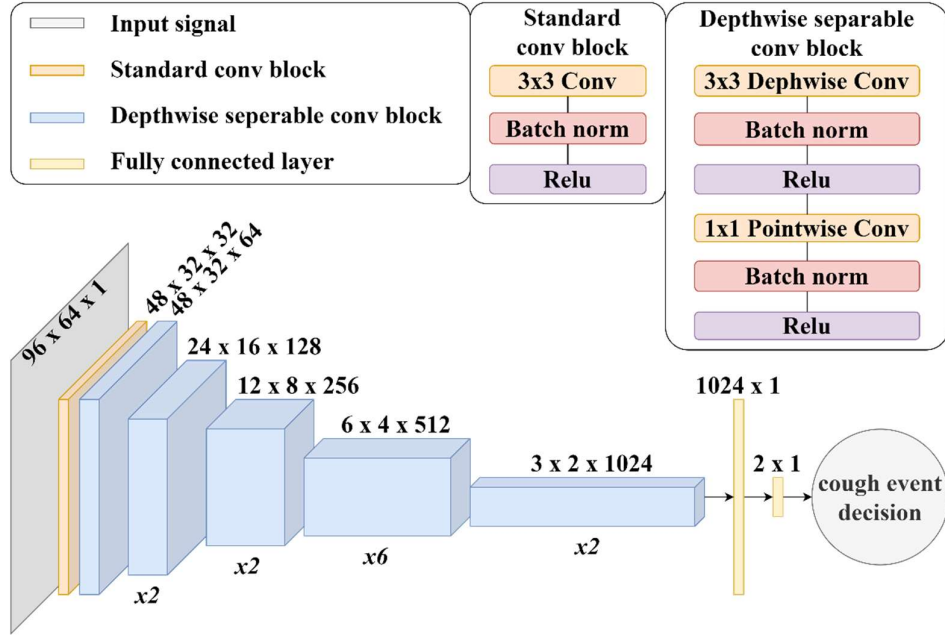 Input signal
Standard conv block
Depthwise seperable conv block
Fully connected layer
Standard
conv block
3x3 Conv
Batch norm
Relu
Depthwise separable
conv block
3x3 Dephwise Conv
Batch norm
Relu
1x1 Pointwise Conv
Batch norm
Relu
96 x 64 x 1
48 x 32 x 32
48 x 32 x 64
24 x 16 x 128
12 x 8 x 256
6 x 4 x 512
3 x 2 x 1024
1024 x 1
2 x 1
cough event
decision
x2
x2
x6
x2